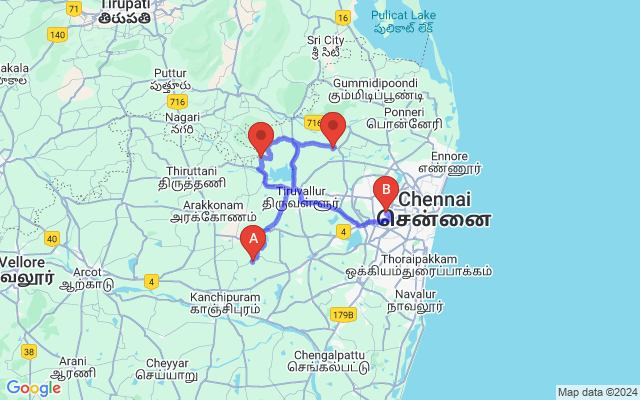 Tirupati
తిరుపతి
71
140
16
Pulicat Lake
పులికాట్ లేక్
Sri City
శ్రీ సిటీ
Puttur
పుత్తూరు
716
Nagari
నగరి
Gummidipoondi
கும்மிடிப்பூண்டி
716
Ponneri
பொன்னேரி
Ennore
எண்ணூர்
Thiruttani
திருத்தணி
Tiruvallur
திருவள்ளூர்
Arakkonam
அரக்கோணம்
B
Chennai
சென்னை
A
4
40
Vellore
Arcot
ஆற்காடு
4
Thoraipakkam
ஒக்கியம்துரைப்பாக்கம்
Kanchipuram
காஞ்சிபுரம்
Navalur
நாவலூர்
179B
38
Arani
ஆரணி
Cheyyar
செய்யாறு
Chengalpattu
செங்கல்பட்டு
Google
Map data ©2024